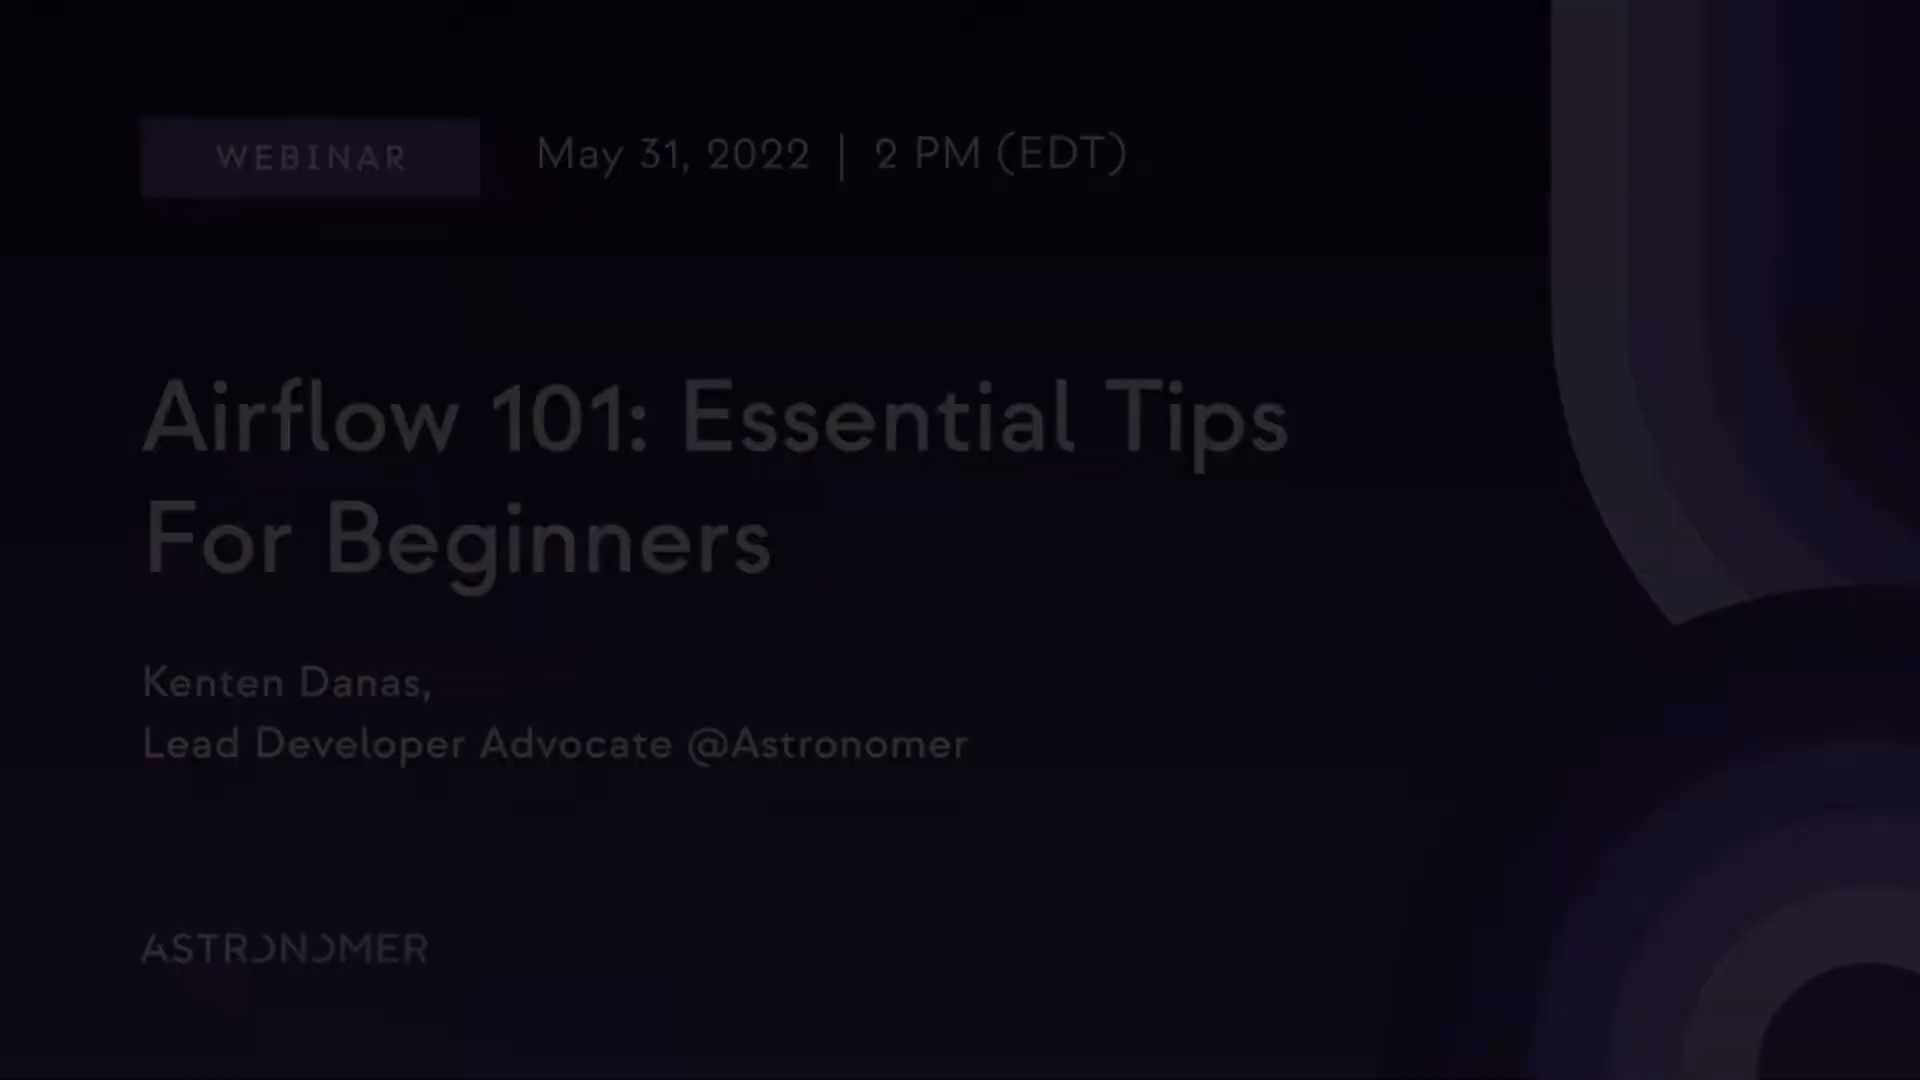 WEBINAR
May 31, 2022 | 2 PM (EDT)
Airflow 101: Essential Tips
For Beginners
Kenten Danas,
Lead Developer Advocate @Astronomer
ASTRONOMER